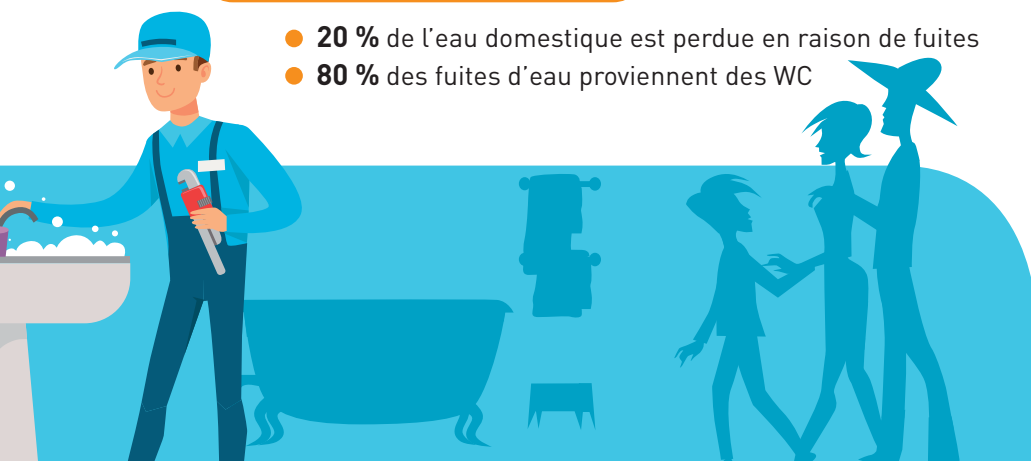 20 % de l'eau domestique est perdue en raison de fuites
80 % des fuites d'eau proviennent des WC